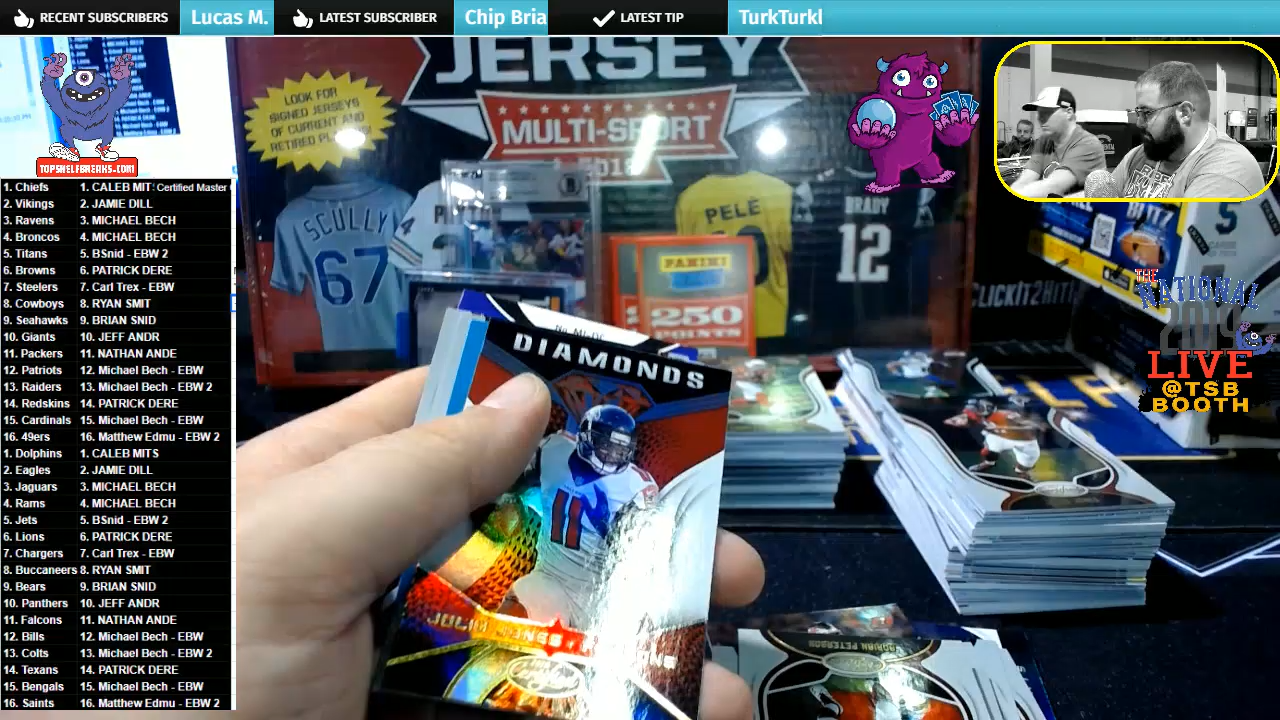 RECENT SUBSCRIBERS Lucas M. LATEST SUBSCRIBER Chip Bria LATEST TIP TurkTurkl
JERSEY
MULTI-SPORT
LOOK FOR
SIGNED JERSEYS
OF CURRENT AND
SCULLY
67
PELE
BRADY
12
PANINI
250
POINTS
DIAMONDS
11
TOPSHELFBREAKS.COM
1. Chiefs 1. CALEB MIT: Certified Master
2. Vikings 2. JAMIE DILL
3. Ravens 3. MICHAEL BECH
4. Broncos 4. MICHAEL BECH
5. Titans 5. BSnid - EBW 2
6. Browns 6. PATRICK DERE
7. Steelers 7. Carl Trex - EBW
8. Cowboys 8. RYAN SMIT
9. Seahawks 9. BRIAN SNID
10. Giants 10. JEFF ANDR
11. Packers 11. NATHAN ANDE
12. Patriots 12. Michael Bech - EBW
13. Raiders 13. Michael Bech - EBW 2
14. Redskins 14. PATRICK DERE
15. Cardinals 15. Michael Bech - EBW
16. 49ers 16. Matthew Edmu - EBW 2
1. Dolphins 1. CALEB MITS
2. Eagles 2. JAMIE DILL
3. Jaguars 3. MICHAEL BECH
4. Rams 4. MICHAEL BECH
5. Jets 5. BSnid - EBW 2
6. Lions 6. PATRICK DERE
7. Chargers 7. Carl Trex - EBW
8. Buccaneers 8. RYAN SMIT
9. Bears 9. BRIAN SNID
10. Panthers 10. JEFF ANDR
11. Falcons 11. NATHAN ANDE
12. Bills 12. Michael Bech - EBW
13. Colts 13. Michael Bech - EBW 2
14. Texans 14. PATRICK DERE
15. Bengals 15. Michael Bech - EBW
16. Saints 16. Matthew Edmu - EBW 2
THE
NATIONAL
LIVE
@TSB
BOOTH
ADRIAN PETERSON